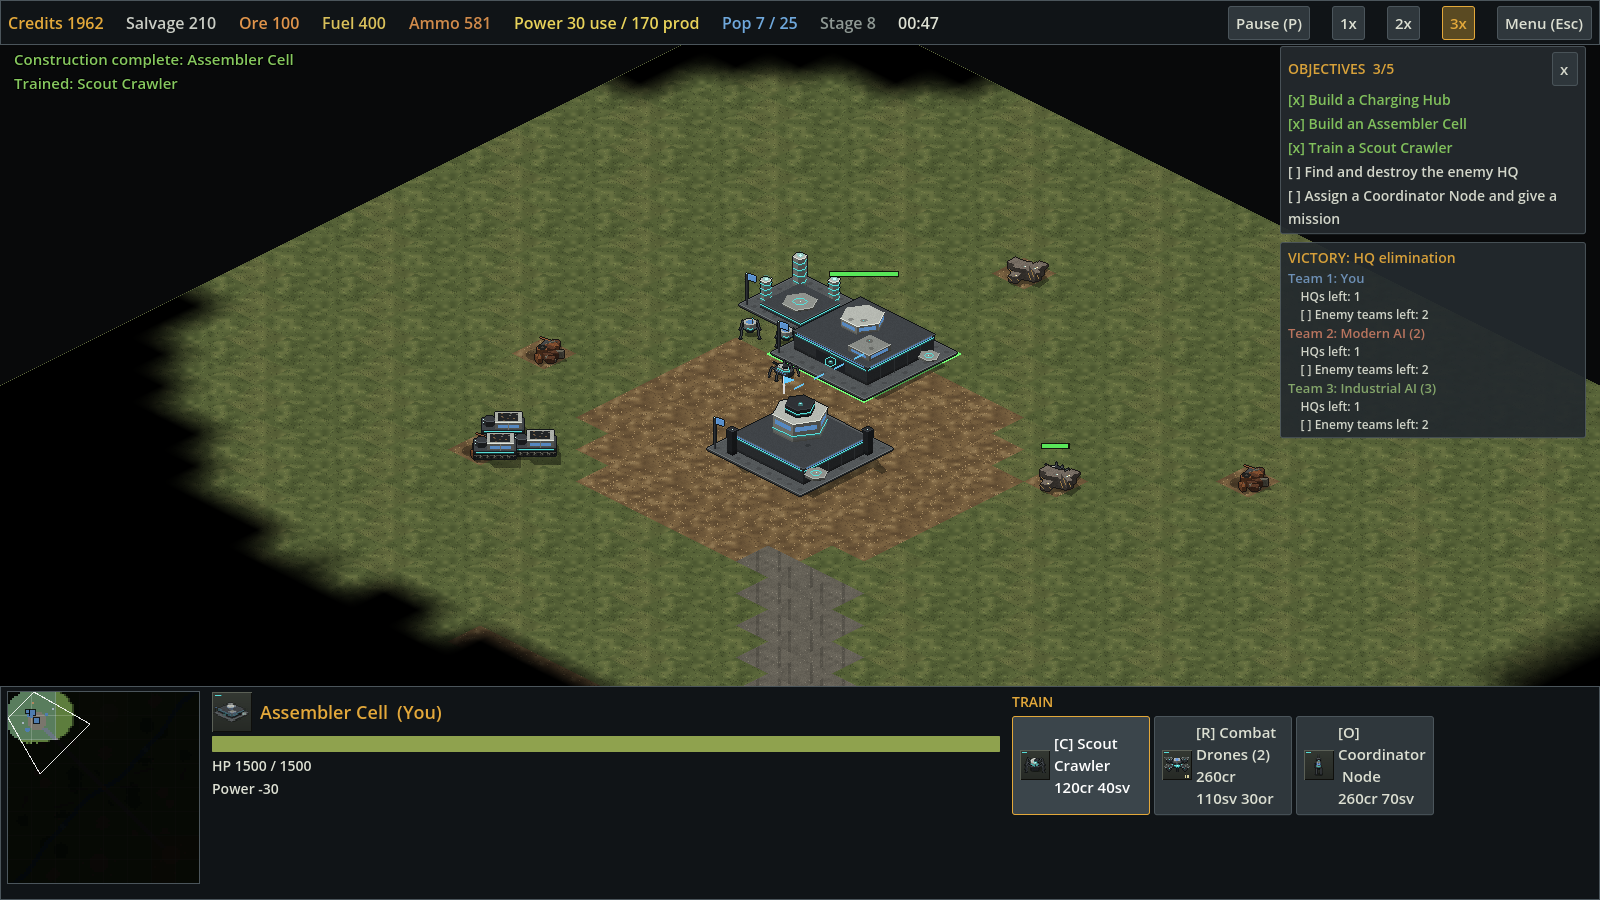 Credits 1962 Salvage 210 Ore 100 Fuel 400 Ammo 581 Power 30 use / 170 prod Pop 7 / 25 Stage 8 00:47 Pause (P) 1x 2x 3x Menu (Esc)
Construction complete: Assembler Cell
Trained: Scout Crawler
OBJECTIVES 3/5 x
[x] Build a Charging Hub
[x] Build an Assembler Cell
[x] Train a Scout Crawler
[ ] Find and destroy the enemy HQ
[ ] Assign a Coordinator Node and give a
mission
VICTORY: HQ elimination
Team 1: You
HQs left: 1
[ ] Enemy teams left: 2
Team 2: Modern AI (2)
HQs left: 1
[ ] Enemy teams left: 2
Team 3: Industrial AI (3)
HQs left: 1
[ ] Enemy teams left: 2
Assembler Cell (You)
HP 1500 / 1500
Power -30
TRAIN
[C] Scout
Crawler
120cr 40sv
[R] Combat
Drones (2)
260cr
110sv 30or
[O]
Coordinator
Node
260cr 70sv